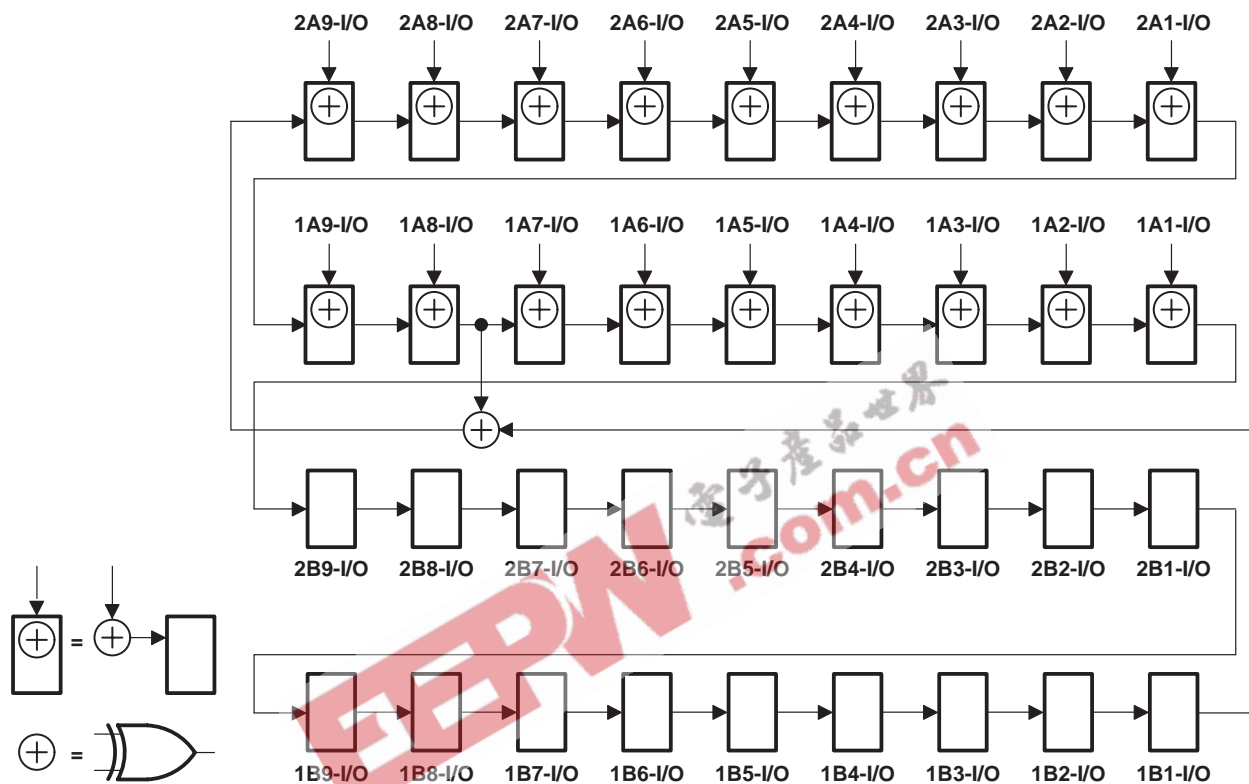 2A9-I/O 2A8-I/O 2A7-I/O 2A6-I/O 2A5-I/O 2A4-I/O 2A3-I/O 2A2-I/O 2A1-I/O
1A9-I/O 1A8-I/O 1A7-I/O 1A6-I/O 1A5-I/O 1A4-I/O 1A3-I/O 1A2-I/O 1A1-I/O
2B9-I/O 2B8-I/O 2B7-I/O 2B6-I/O 2B5-I/O 2B4-I/O 2B3-I/O 2B2-I/O 2B1-I/O
=
=
1B9-I/O 1B8-I/O 1B7-I/O 1B6-I/O 1B5-I/O 1B4-I/O 1B3-I/O 1B2-I/O 1B1-I/O
電子產品世界
EEPW.com.cn